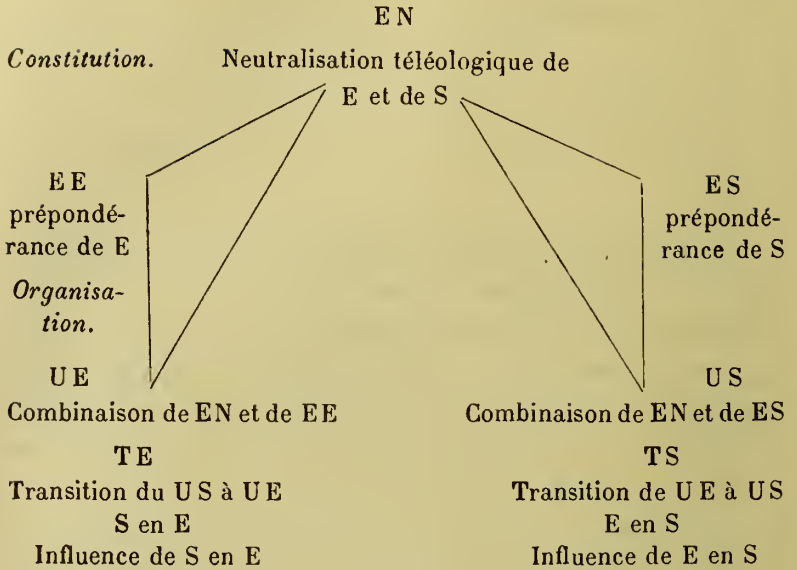 EN
Constitution. Neutralisation téléologique de
E et de S
EE
prépondé-
rance de E
Organisa-
tion.
ES
prépondé-
rance de S
UE
Combinaison de EN et de EE
US
Combinaison de EN et de ES
TE
Transition du US à UE
S en E
Influence de S en E
TS
Transition de UE à US
E en S
Influence de E en S